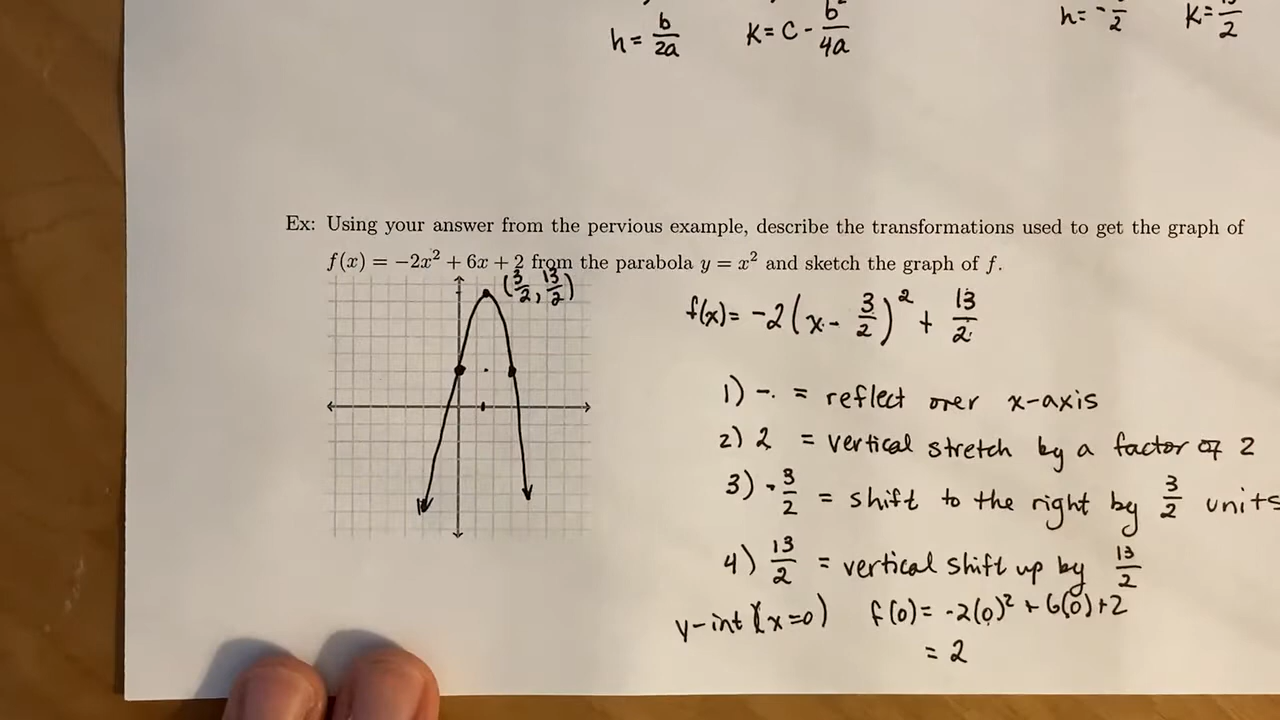 h = b/2a   K = C - b²/4a   h = -3/2   K = 13/2
Ex: Using your answer from the pervious example, describe the transformations used to get the graph of
f(x) = −2x² + 6x + 2 from the parabola y = x² and sketch the graph of f.
(3/2, 13/2)
f(x) = -2(x - 3/2)² + 13/2
1) - = reflect over x-axis
2) 2 = vertical stretch by a factor of 2
3) -3/2 = shift to the right by 3/2 units
4) 13/2 = vertical shift up by 13/2
y-int (x=0) f(0) = -2(0)² + 6(0) + 2
= 2